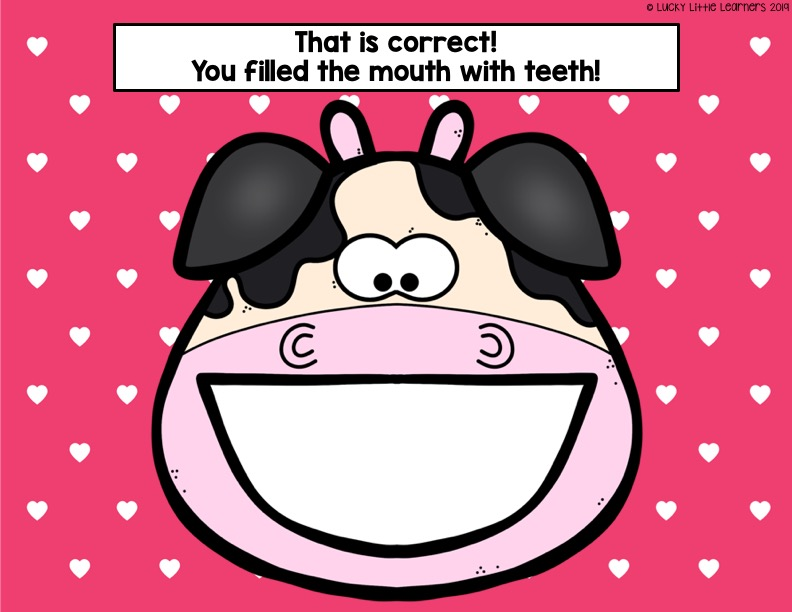 © Lucky Little Learners 2019
That is correct!
You filled the mouth with teeth!